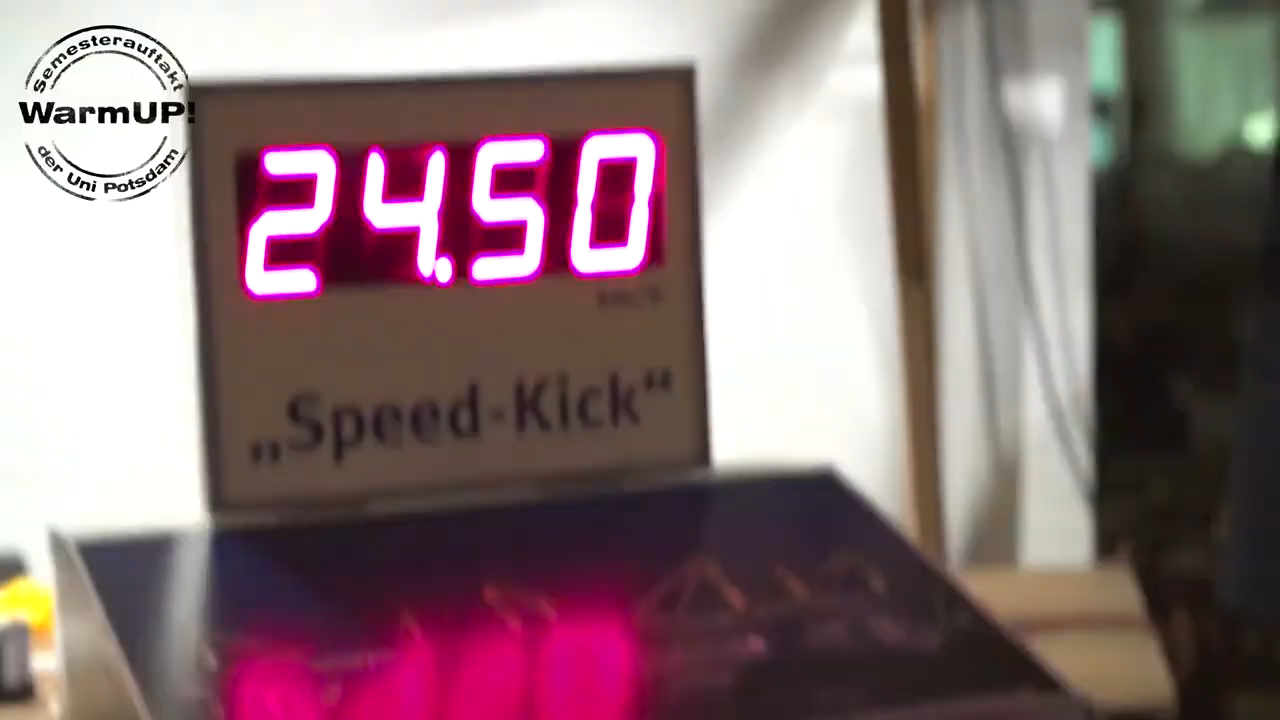 Semesterauftakt
WarmUP!
der Uni Potsdam
24.50
„Speed-Kick“